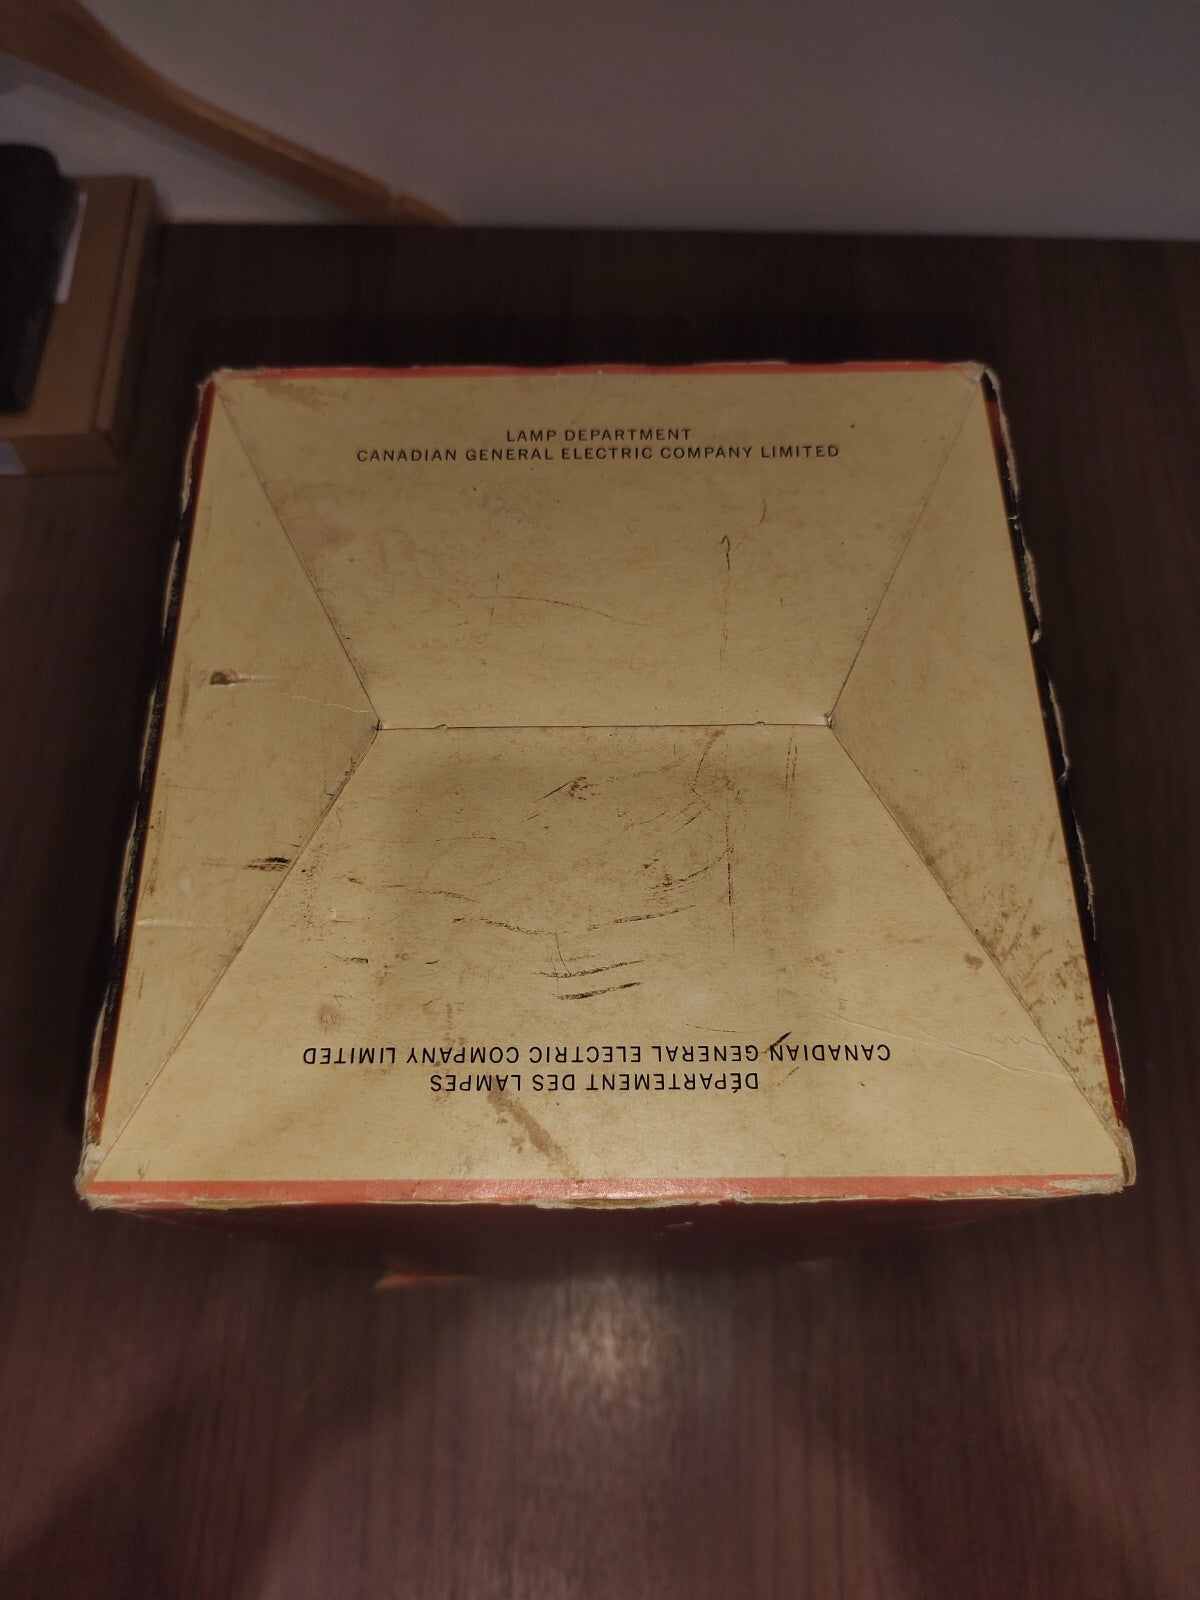 LAMP DEPARTMENT
CANADIAN GENERAL ELECTRIC COMPANY LIMITED
DÉPARTEMENT DES LAMPES
CANADIAN GENERAL ELECTRIC COMPANY LIMITED